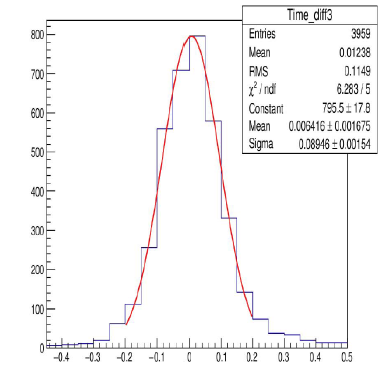 Time_diff3
Entries 3959
Mean 0.01238
RMS 0.1149
χ² / ndf 6.283 / 5
Constant 795.5 ± 17.8
Mean 0.006416 ± 0.001675
Sigma 0.08946 ± 0.00154
800
700
600
500
400
300
200
100
0
-0.4 -0.3 -0.2 -0.1 0 0.1 0.2 0.3 0.4 0.5